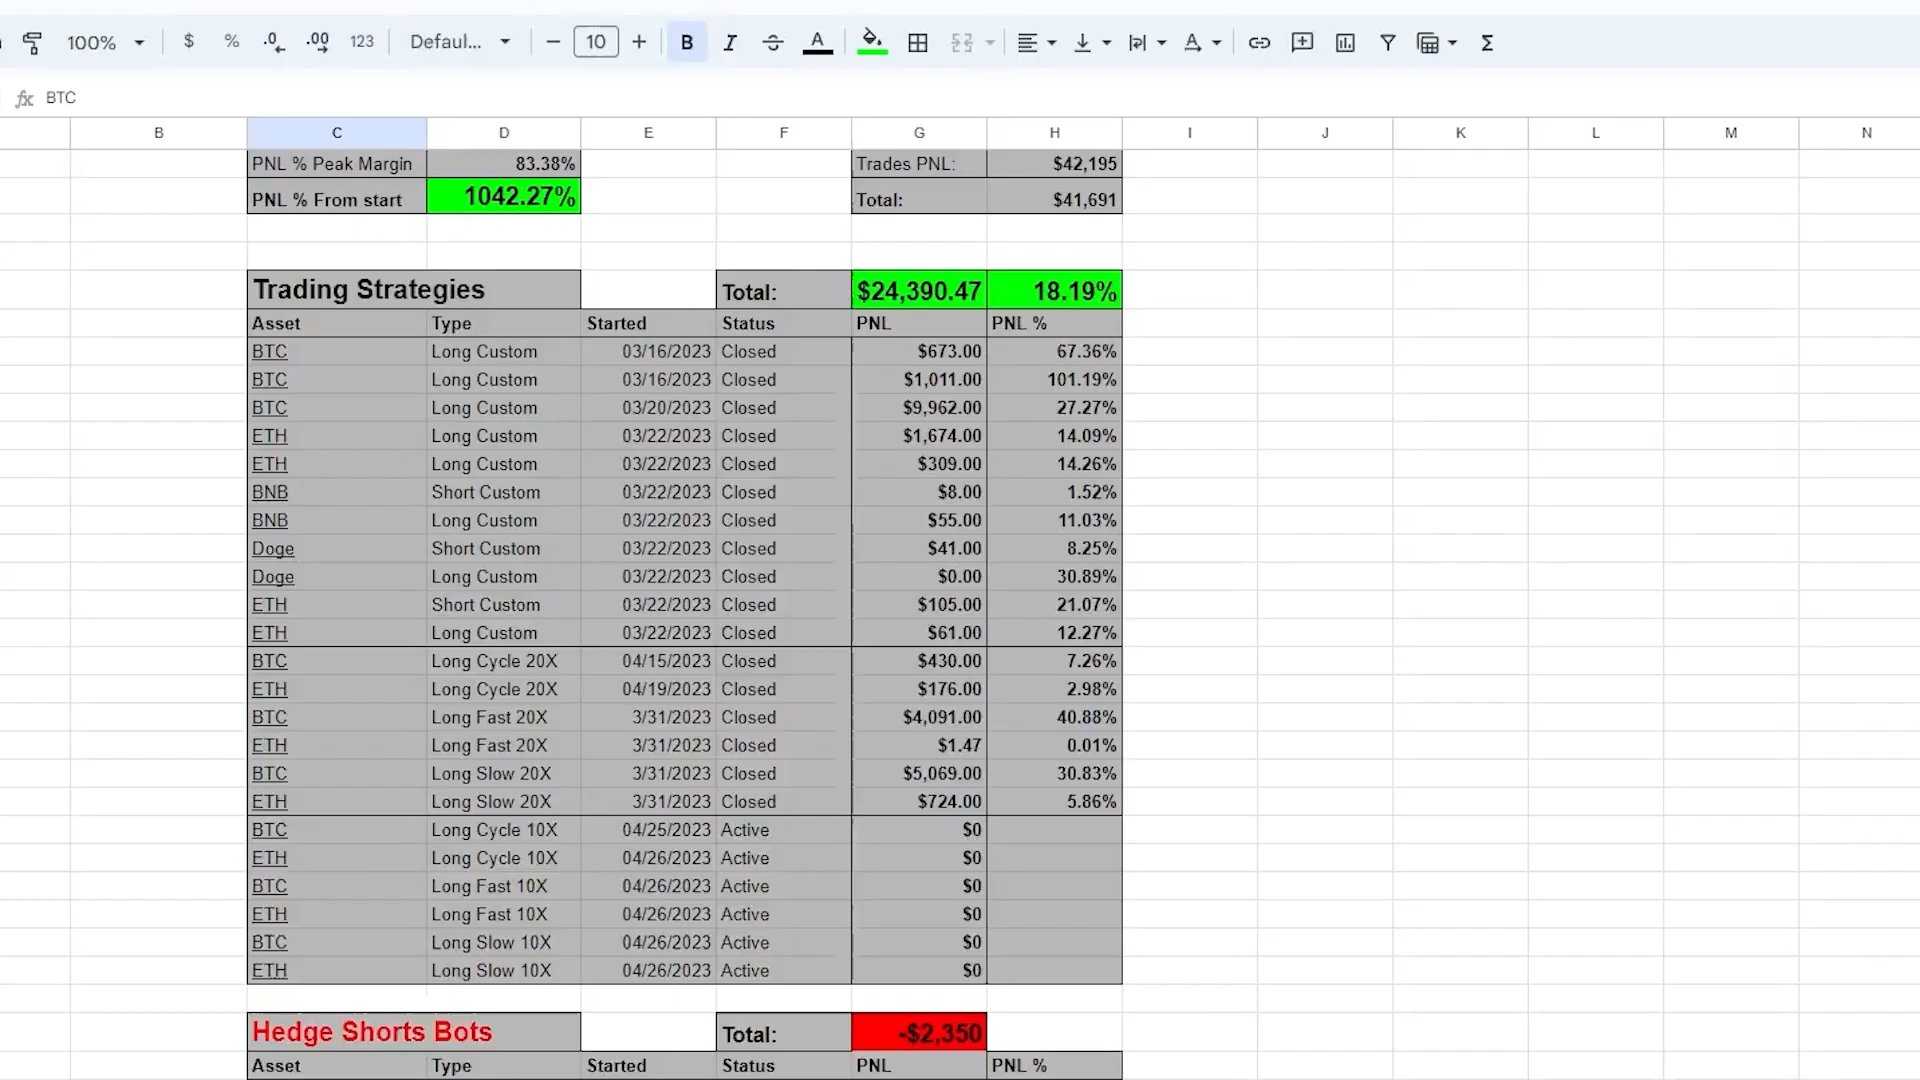 100% $ % .0 .00 123 Defaul... 10 B I A A Σ
fx BTC
B C D E F G H I J K L M N
PNL % Peak Margin 83.38% Trades PNL: $42,195
PNL % From start 1042.27% Total: $41,691
Trading Strategies Total: $24,390.47 18.19%
Asset Type Started Status PNL PNL %
BTC Long Custom 03/16/2023 Closed $673.00 67.36%
BTC Long Custom 03/16/2023 Closed $1,011.00 101.19%
BTC Long Custom 03/20/2023 Closed $9,962.00 27.27%
ETH Long Custom 03/22/2023 Closed $1,674.00 14.09%
ETH Long Custom 03/22/2023 Closed $309.00 14.26%
BNB Short Custom 03/22/2023 Closed $8.00 1.52%
BNB Long Custom 03/22/2023 Closed $55.00 11.03%
Doge Short Custom 03/22/2023 Closed $41.00 8.25%
Doge Long Custom 03/22/2023 Closed $0.00 30.89%
ETH Short Custom 03/22/2023 Closed $105.00 21.07%
ETH Long Custom 03/22/2023 Closed $61.00 12.27%
BTC Long Cycle 20X 04/15/2023 Closed $430.00 7.26%
ETH Long Cycle 20X 04/19/2023 Closed $176.00 2.98%
BTC Long Fast 20X 3/31/2023 Closed $4,091.00 40.88%
ETH Long Fast 20X 3/31/2023 Closed $1.47 0.01%
BTC Long Slow 20X 3/31/2023 Closed $5,069.00 30.83%
ETH Long Slow 20X 3/31/2023 Closed $724.00 5.86%
BTC Long Cycle 10X 04/25/2023 Active $0
ETH Long Cycle 10X 04/26/2023 Active $0
BTC Long Fast 10X 04/26/2023 Active $0
ETH Long Fast 10X 04/26/2023 Active $0
BTC Long Slow 10X 04/26/2023 Active $0
ETH Long Slow 10X 04/26/2023 Active $0
Hedge Shorts Bots Total: -$2,350
Asset Type Started Status PNL PNL %